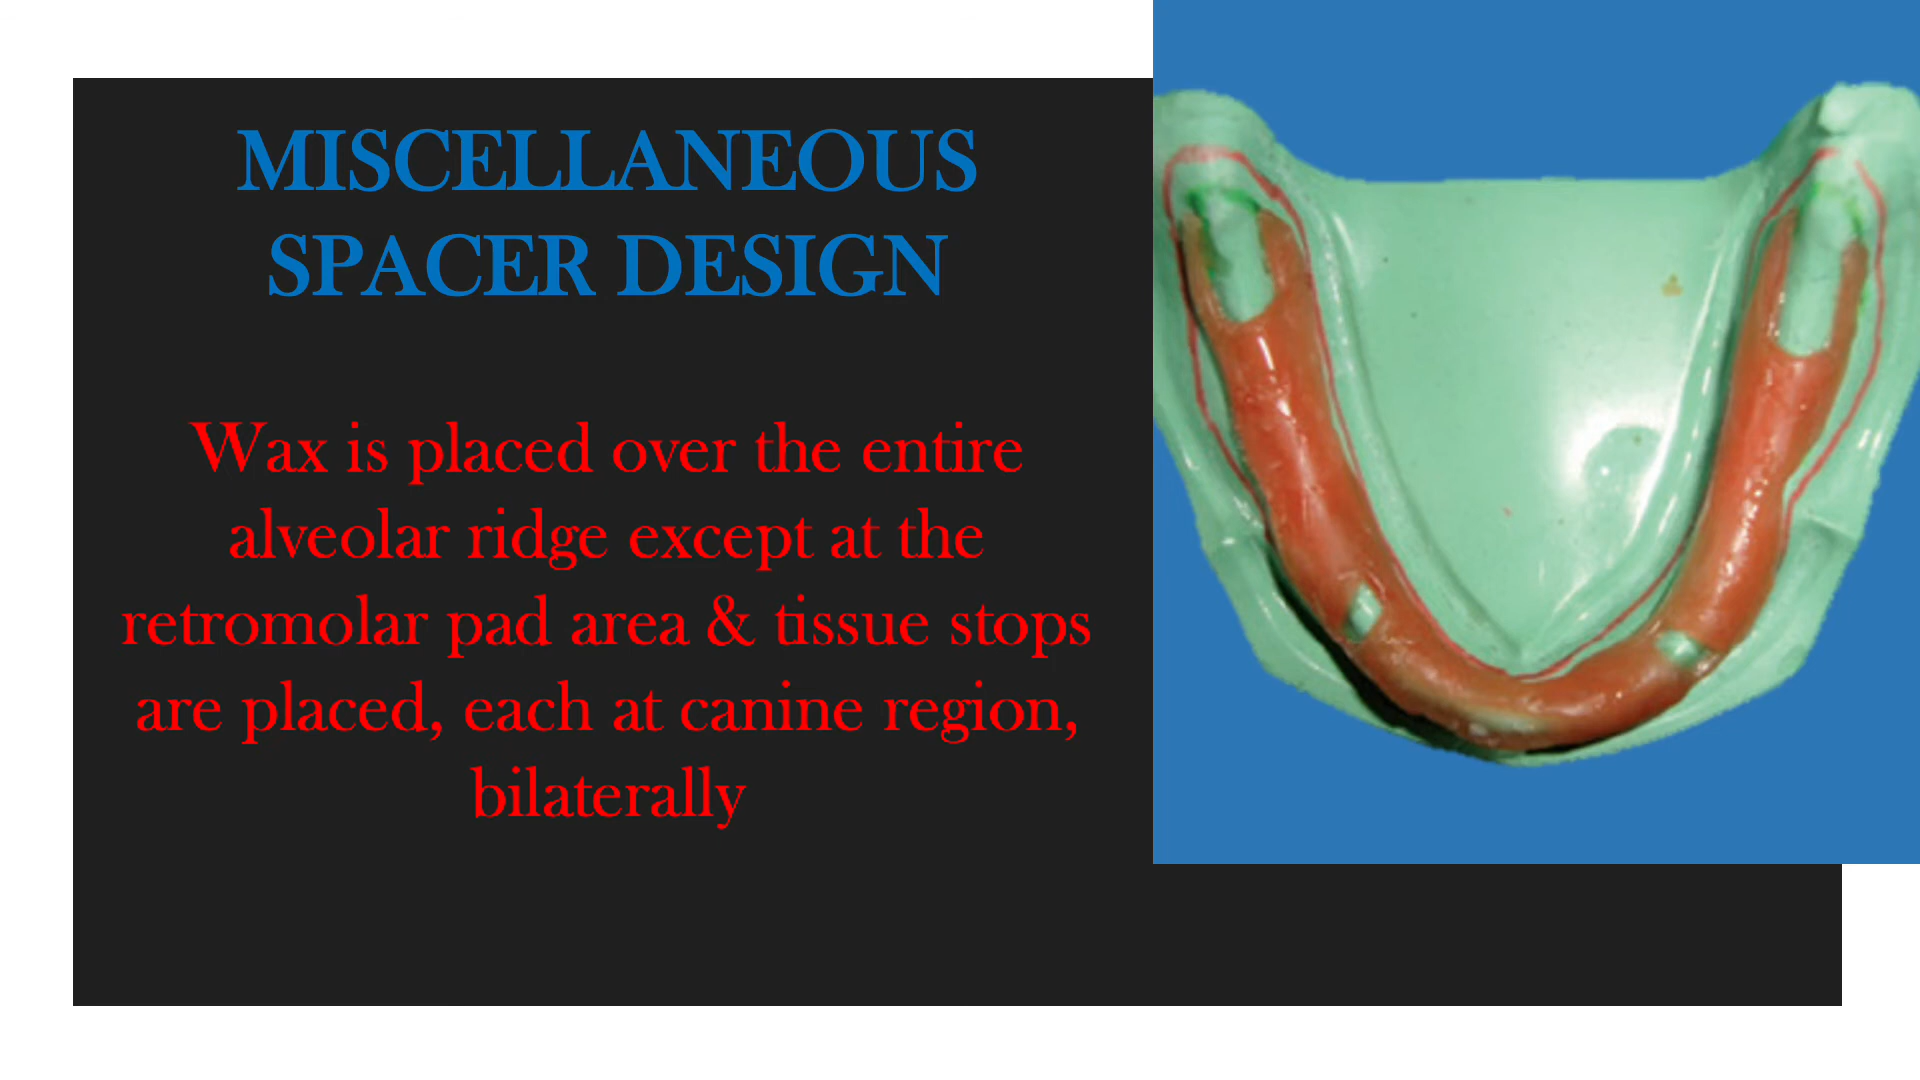 MISCELLANEOUS
SPACER DESIGN
Wax is placed over the entire
alveolar ridge except at the
retromolar pad area & tissue stops
are placed, each at canine region,
bilaterally